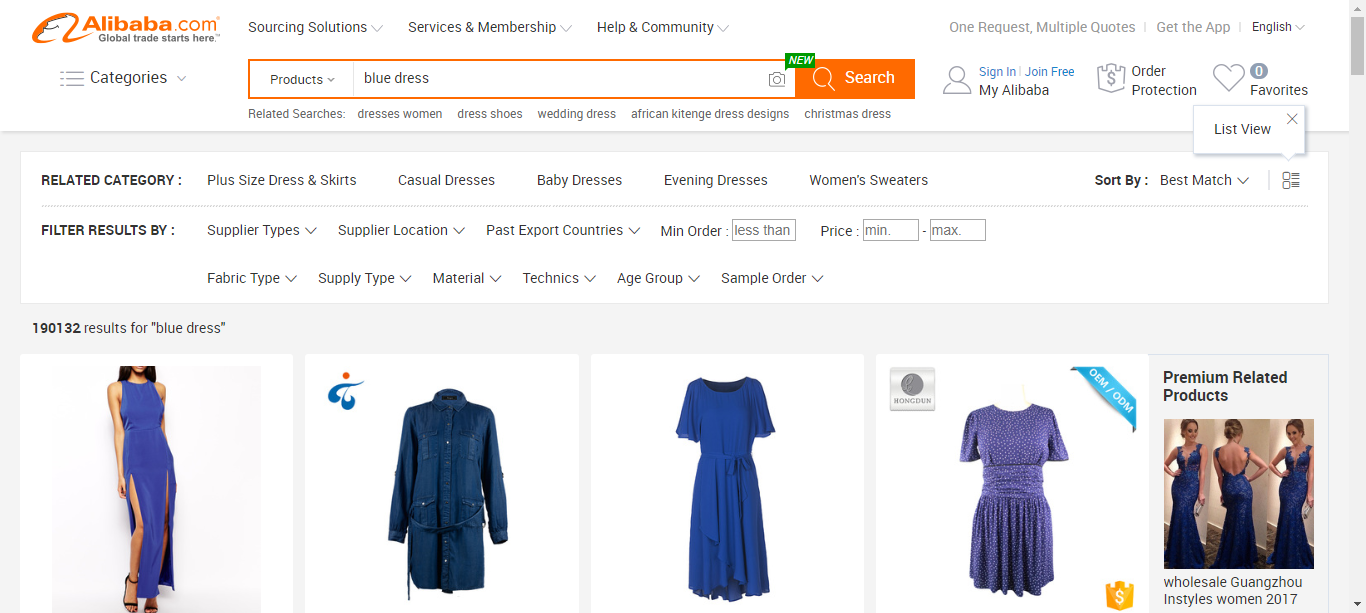 Alibaba.com
Global trade starts here.™
Sourcing Solutions
Services & Membership
Help & Community
One Request, Multiple Quotes
Get the App
English
Categories
Products
blue dress
NEW
Search
Sign In
Join Free
My Alibaba
$
Order
Protection
0
Favorites
Related Searches:
dresses women
dress shoes
wedding dress
african kitenge dress designs
christmas dress
List View
RELATED CATEGORY :
Plus Size Dress & Skirts
Casual Dresses
Baby Dresses
Evening Dresses
Women's Sweaters
Sort By :
Best Match
FILTER RESULTS BY :
Supplier Types
Supplier Location
Past Export Countries
Min Order :
less than
Price :
min.
-
max.
Fabric Type
Supply Type
Material
Technics
Age Group
Sample Order
190132 results for "blue dress"
HONGDUN
OEM / ODM
$
Premium Related
Products
wholesale Guangzhou
Instyles women 2017